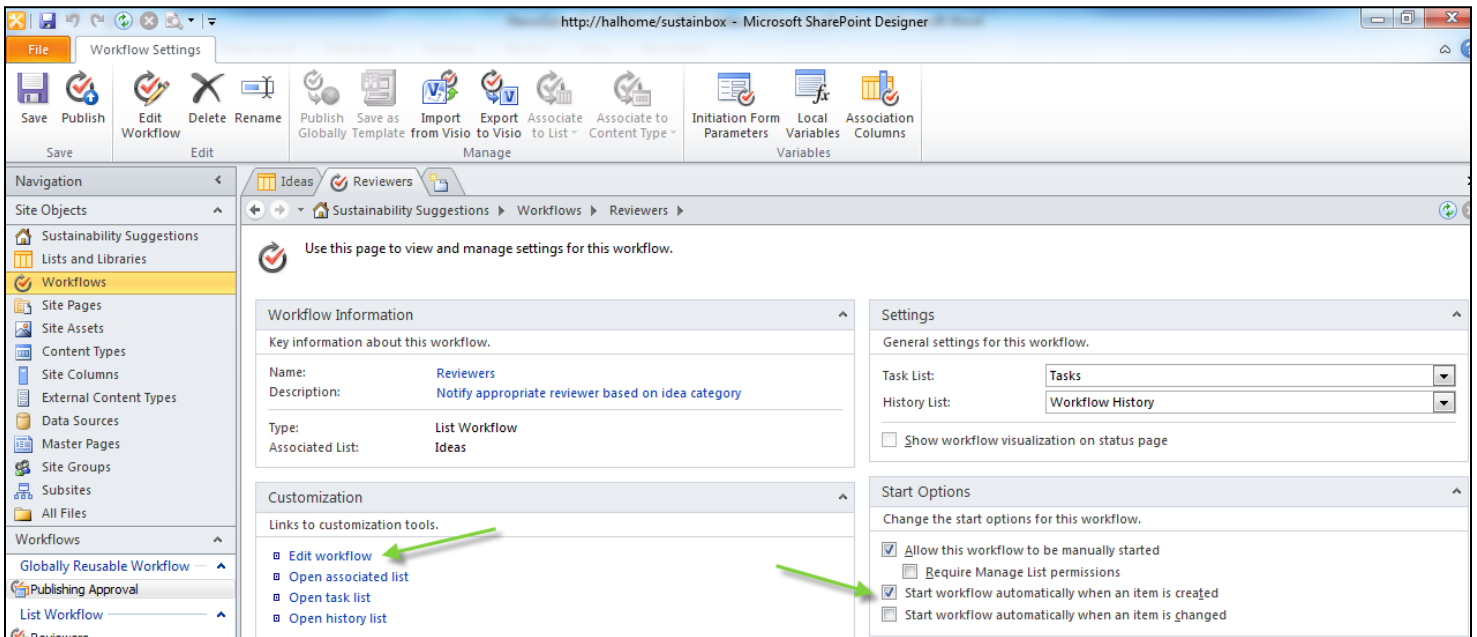 http://halhome/sustainbox - Microsoft SharePoint Designer
File Workflow Settings
Save Publish Edit Workflow Delete Rename Publish Globally Save as Template Import from Visio Export to Visio Associate to List Associate to Content Type Initiation Form Parameters Local Variables Association Columns
Save Edit Manage Variables
Navigation
Ideas Reviewers
Site Objects
Sustainability Suggestions Workflows Reviewers
Sustainability Suggestions
Lists and Libraries
Workflows
Site Pages
Site Assets
Content Types
Site Columns
External Content Types
Data Sources
Master Pages
Site Groups
Subsites
All Files
Workflows
Globally Reusable Workflow
Publishing Approval
List Workflow
Reviewers
Use this page to view and manage settings for this workflow.
Workflow Information
Key information about this workflow.
Name: Reviewers
Description: Notify appropriate reviewer based on idea category
Type: List Workflow
Associated List: Ideas
Customization
Links to customization tools.
Edit workflow
Open associated list
Open task list
Open history list
Settings
General settings for this workflow.
Task List: Tasks
History List: Workflow History
Show workflow visualization on status page
Start Options
Change the start options for this workflow.
Allow this workflow to be manually started
Require Manage List permissions
Start workflow automatically when an item is created
Start workflow automatically when an item is changed